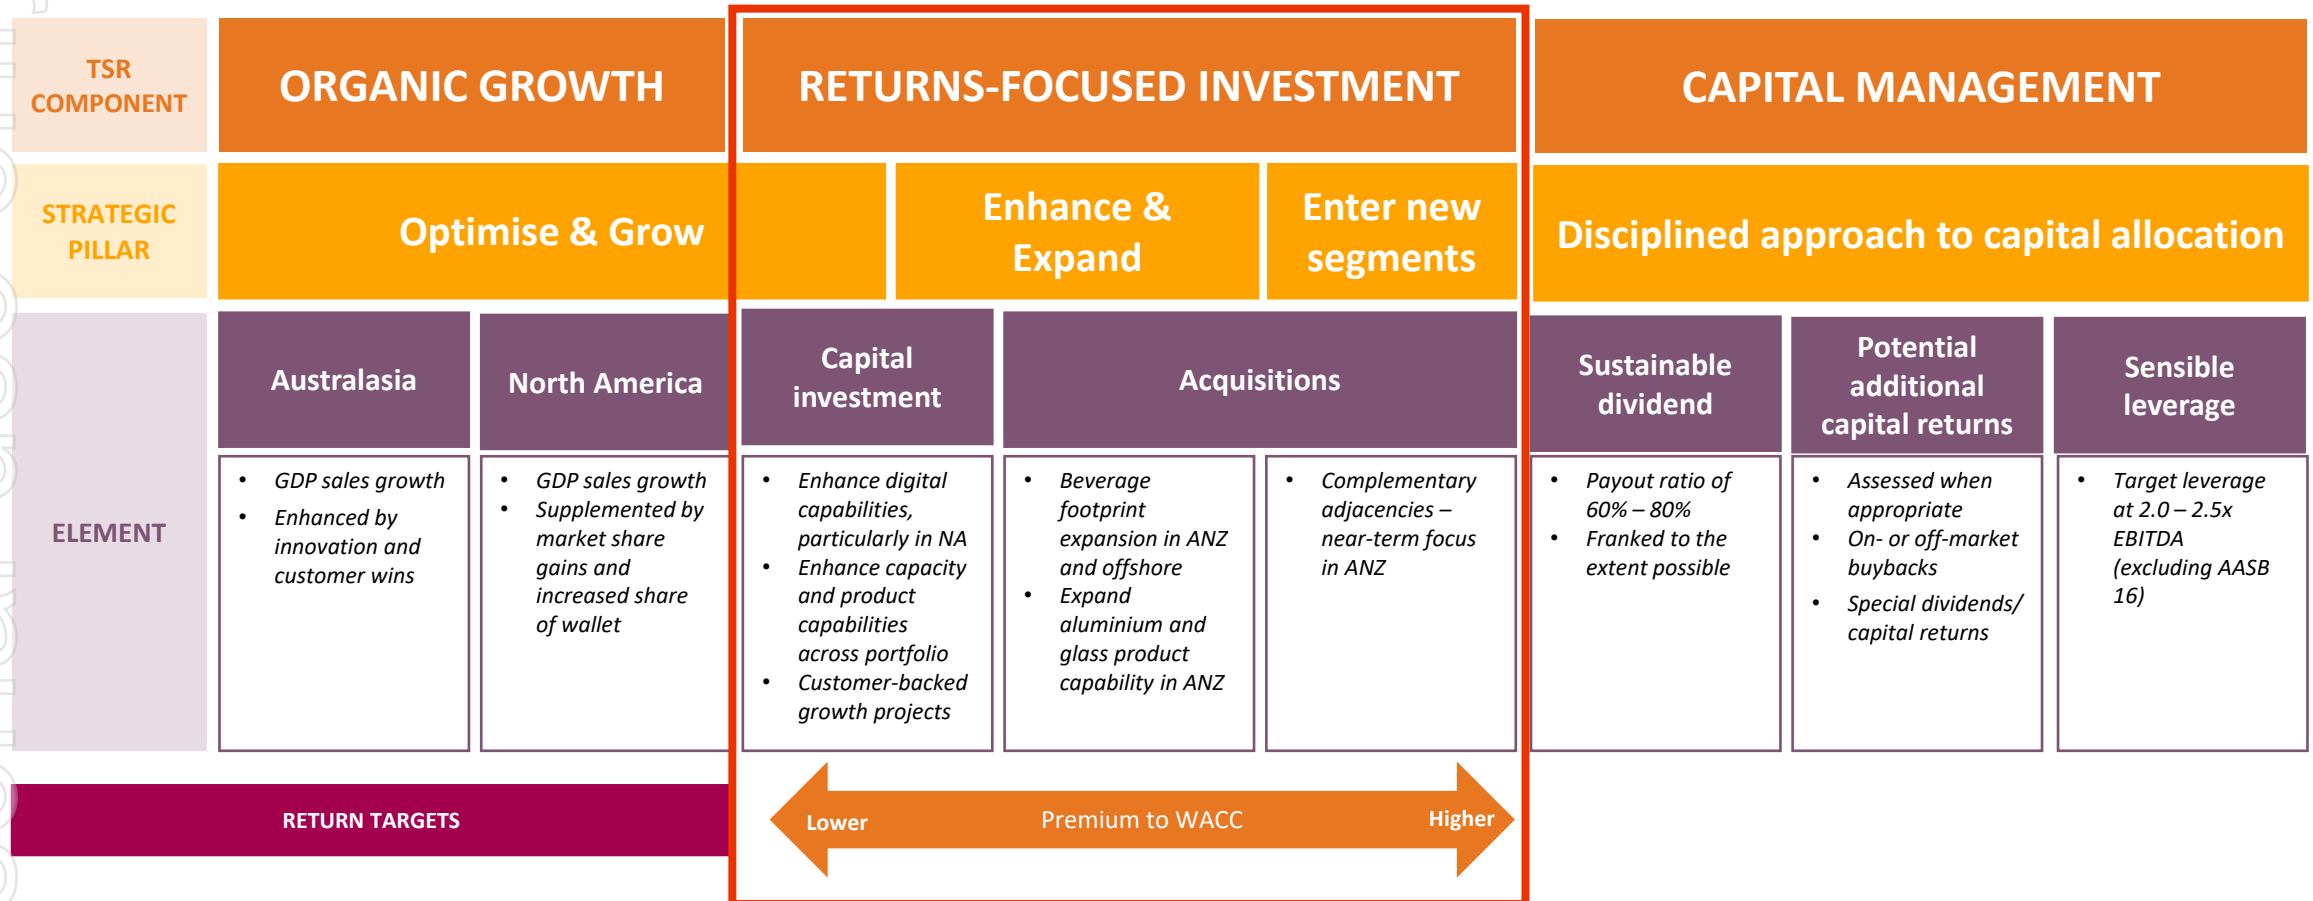 TSR
COMPONENT
ORGANIC GROWTH
RETURNS-FOCUSED INVESTMENT
CAPITAL MANAGEMENT
STRATEGIC
PILLAR
Optimise & Grow
Enhance &
Expand
Enter new
segments
Disciplined approach to capital allocation
ELEMENT
Australasia
• GDP sales growth
• Enhanced by
innovation and
customer wins
North America
• GDP sales growth
• Supplemented by
market share
gains and
increased share
of wallet
Capital
investment
• Enhance digital
capabilities,
particularly in NA
• Enhance capacity
and product
capabilities
across portfolio
• Customer-backed
growth projects
Acquisitions
• Beverage
footprint
expansion in ANZ
and offshore
• Expand
aluminium and
glass product
capability in ANZ
• Complementary
adjacencies –
near-term focus
in ANZ
Sustainable
dividend
• Payout ratio of
60% – 80%
• Franked to the
extent possible
Potential
additional
capital returns
• Assessed when
appropriate
• On- or off-market
buybacks
• Special dividends/
capital returns
Sensible
leverage
• Target leverage
at 2.0 – 2.5x
EBITDA
(excluding AASB
16)
RETURN TARGETS
Lower
Premium to WACC
Higher